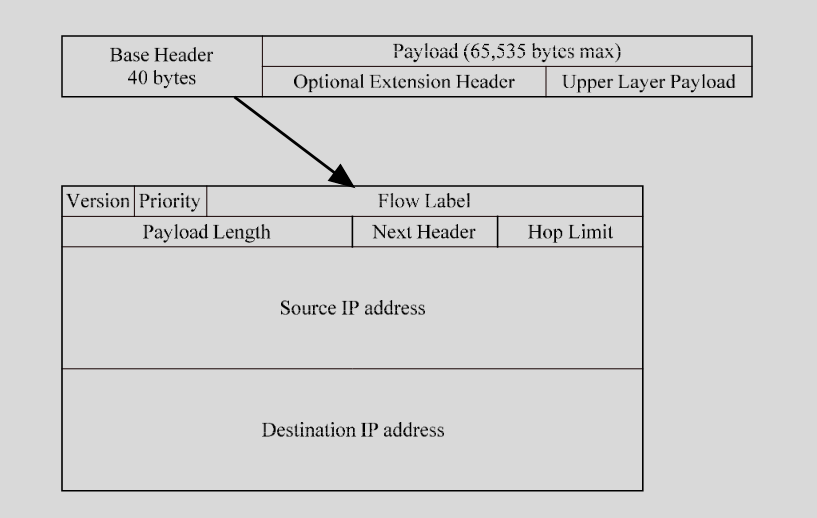 Base Header
40 bytes
Payload (65,535 bytes max)
Optional Extension Header
Upper Layer Payload
Version
Priority
Flow Label
Payload Length
Next Header
Hop Limit
Source IP address
Destination IP address